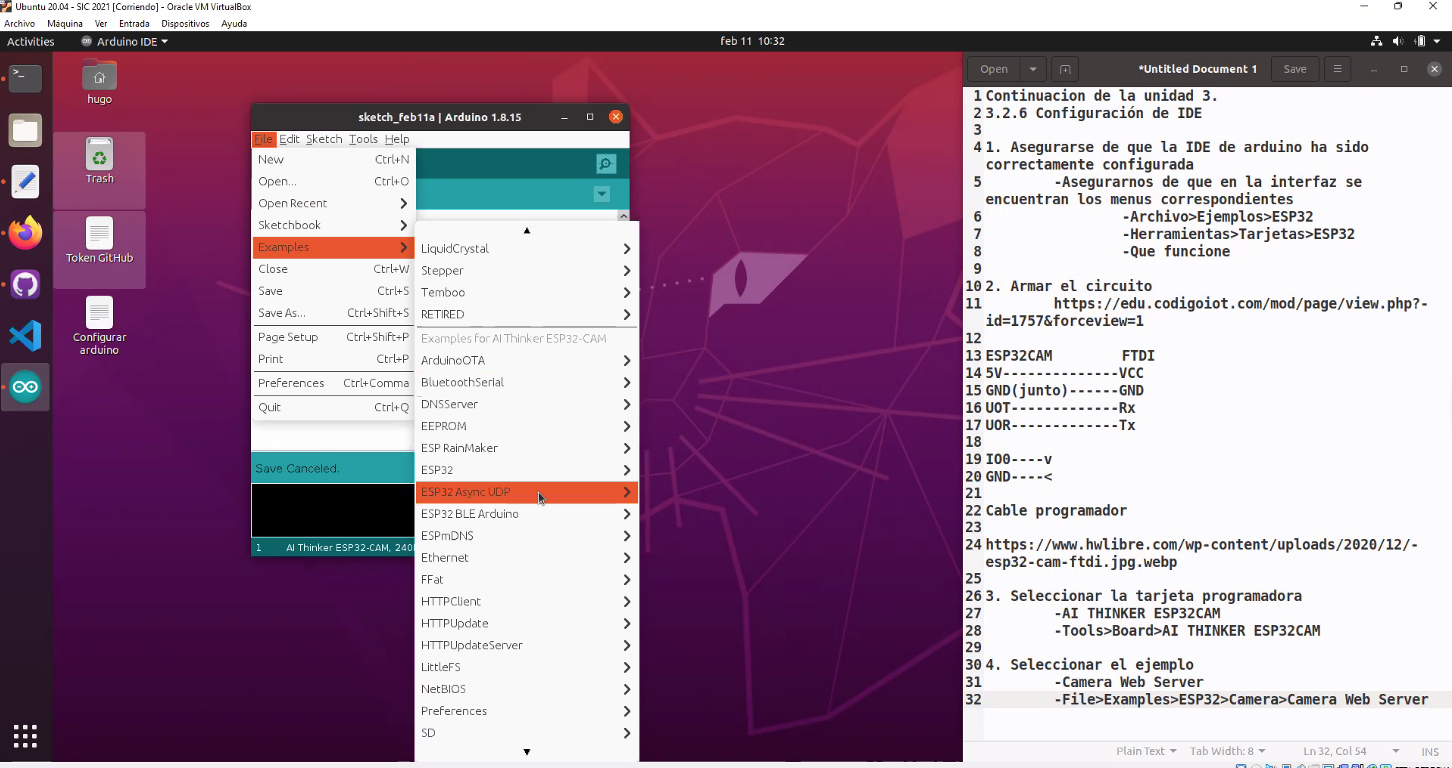 Ubuntu 20.04 - SIC 2021 [Corriendo] - Oracle VM VirtualBox
Archivo Máquina Ver Entrada Dispositivos Ayuda
Activities Arduino IDE feb 11 10:32
hugo
Trash
Token GitHub
Configurar
arduino
sketch_feb11a | Arduino 1.8.15
File Edit Sketch Tools Help
New Ctrl+N
Open... Ctrl+O
Open Recent
Sketchbook
Examples
Close Ctrl+W
Save Ctrl+S
Save As... Ctrl+Shift+S
Page Setup Ctrl+Shift+P
Print Ctrl+P
Preferences Ctrl+Comma
Quit Ctrl+Q
Save Canceled.
1 AI Thinker ESP32-CAM, 240
LiquidCrystal
Stepper
Temboo
RETIRED
Examples for AI Thinker ESP32-CAM
ArduinoOTA
BluetoothSerial
DNSServer
EEPROM
ESP RainMaker
ESP32
ESP32 Async UDP
ESP32 BLE Arduino
ESPmDNS
Ethernet
FFat
HTTPClient
HTTPUpdate
HTTPUpdateServer
LittleFS
NetBIOS
Preferences
SD
Open *Untitled Document 1 Save
1 Continuacion de la unidad 3.
2 3.2.6 Configuración de IDE
3
4 1. Asegurarse de que la IDE de arduino ha sido
correctamente configurada
5 -Asegurarnos de que en la interfaz se
encuentran los menus correspondientes
6 -Archivo>Ejemplos>ESP32
7 -Herramientas>Tarjetas>ESP32
8 -Que funcione
9
10 2. Armar el circuito
11 https://edu.codigoiot.com/mod/page/view.php?-
id=1757&forceview=1
12
13 ESP32CAM FTDI
14 5V--------------VCC
15 GND(junto)------GND
16 UOT-------------Rx
17 UOR-------------Tx
18
19 IO0----v
20 GND----<
21
22 Cable programador
23
24 https://www.hwlibre.com/wp-content/uploads/2020/12/-
esp32-cam-ftdi.jpg.webp
25
26 3. Seleccionar la tarjeta programadora
27 -AI THINKER ESP32CAM
28 -Tools>Board>AI THINKER ESP32CAM
29
30 4. Seleccionar el ejemplo
31 -Camera Web Server
32 -File>Examples>ESP32>Camera>Camera Web Server
Plain Text Tab Width: 8 Ln 32, Col 54 INS